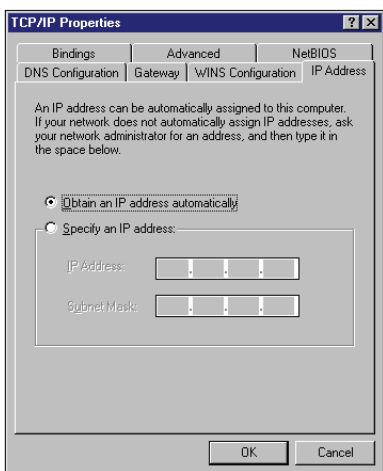 TCP/IP Properties
Bindings Advanced NetBIOS
DNS Configuration Gateway WINS Configuration IP Address
An IP address can be automatically assigned to this computer.
If your network does not automatically assign IP addresses, ask
your network administrator for an address, and then type it in
the space below.
Obtain an IP address automatically
Specify an IP address:
IP Address:
Subnet Mask:
OK Cancel